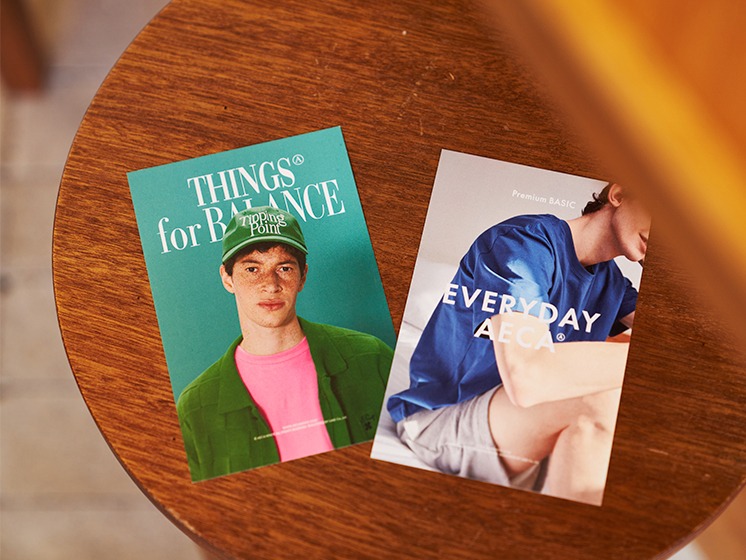 THINGS
for BALANCE
Tipping
Point
Premium BASIC
EVERYDAY
AECA